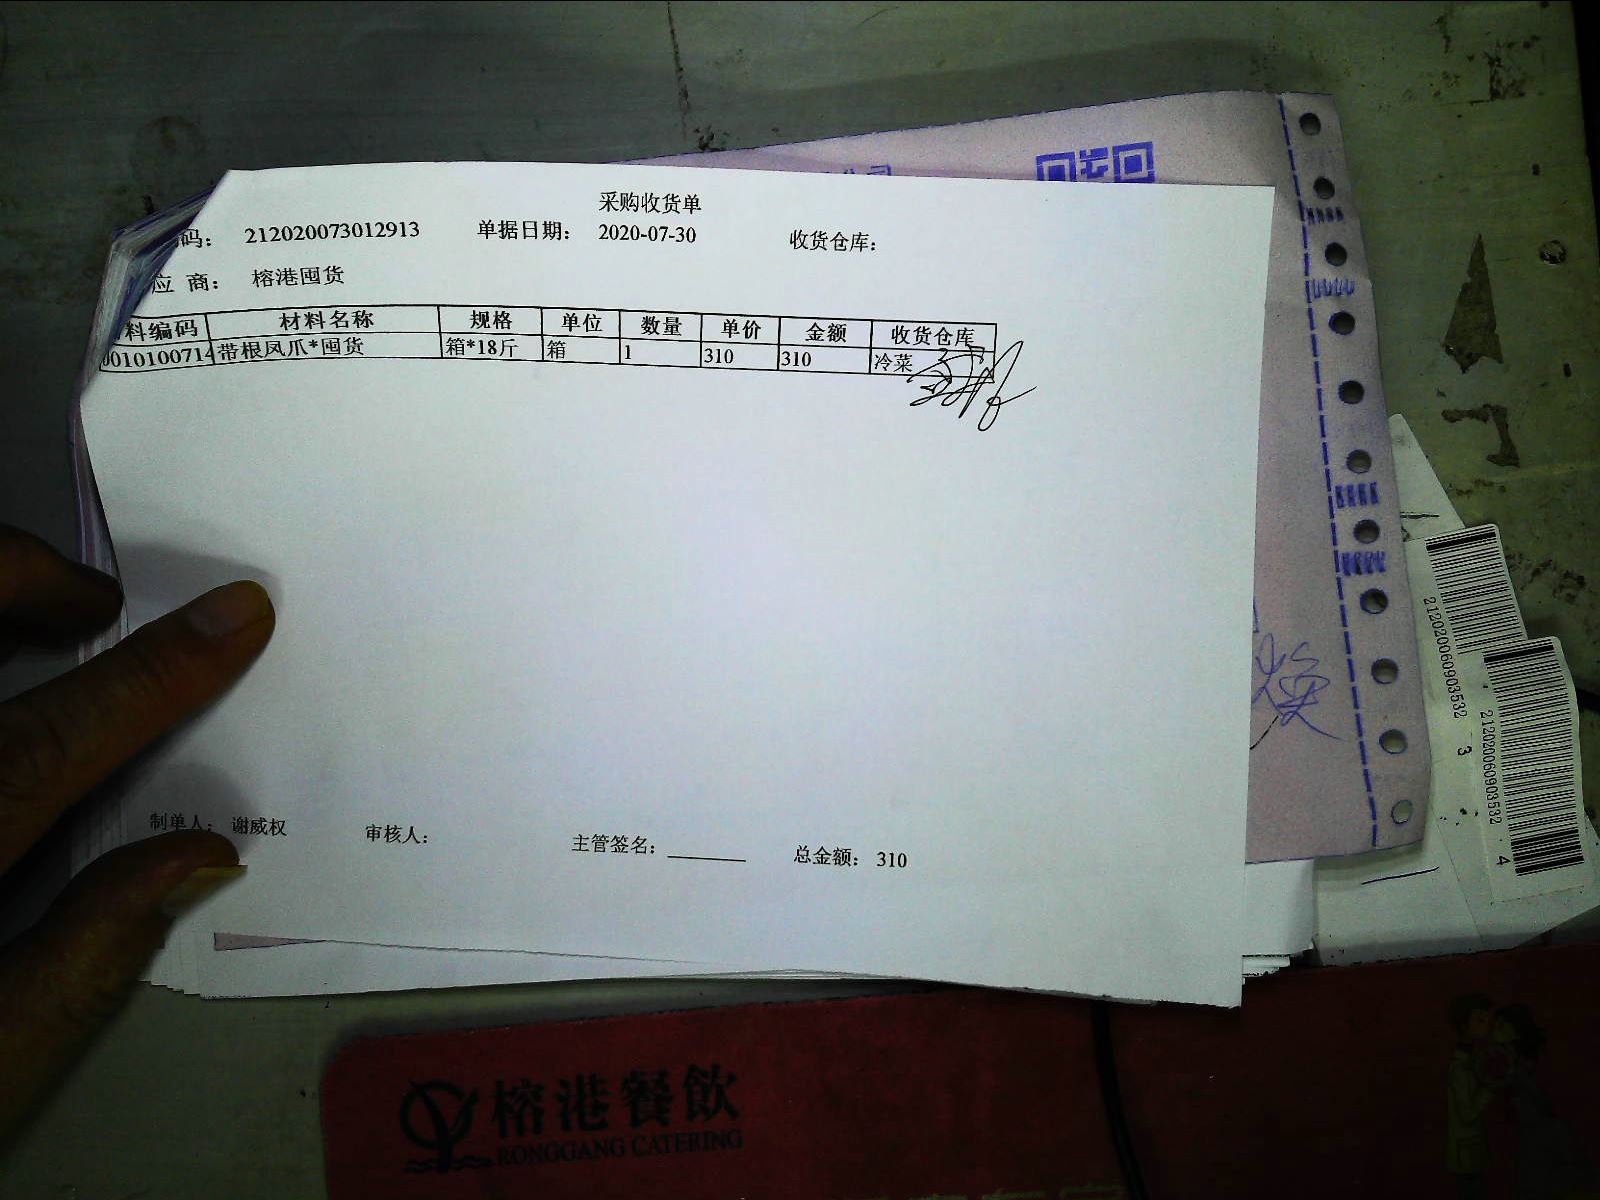 采购收货单
码： 212020073012913 单据日期： 2020-07-30 收货仓库：
应 商： 榕港囤货
料编码 材料名称 规格 单位 数量 单价 金额 收货仓库
0010100714 带根凤爪*囤货 箱*18斤 箱 1 310 310 冷菜
制单人： 谢威权 审核人： 主管签名： 总金额： 310
212020060903532 3
212020060903532 4
榕港餐飲
RONGGANG CATERING